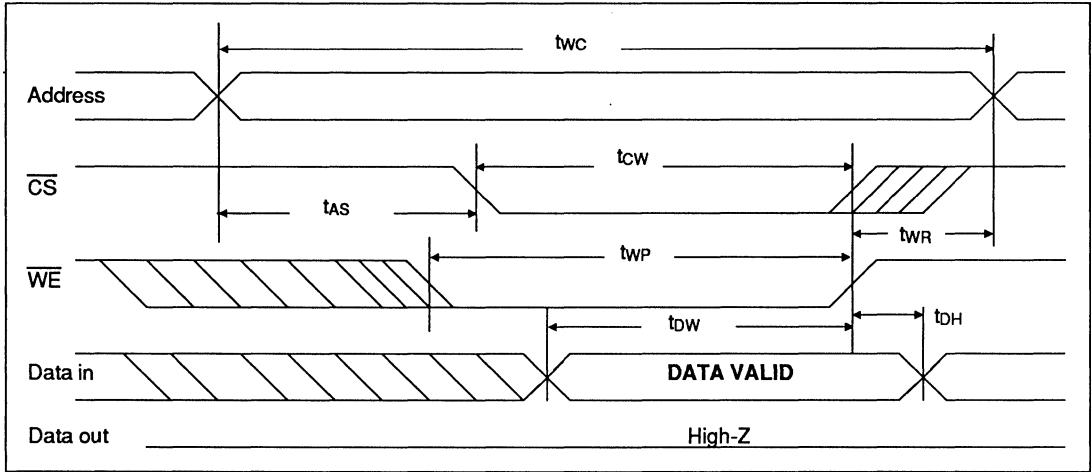 tWC
Address
tCW
CS
tAS
tWR
WE
tWP
tDW
tDH
Data in
DATA VALID
Data out
High-Z